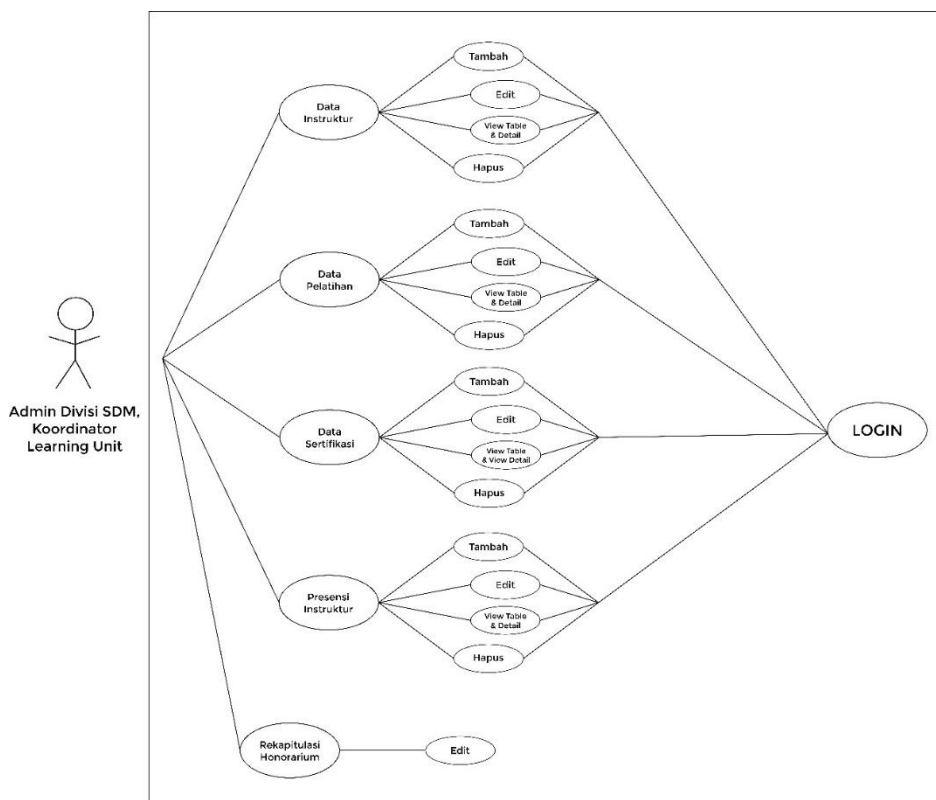 Admin Divisi SDM,
Koordinator
Learning Unit
Data
Instruktur
Tambah
Edit
View Table
& Detail
Hapus
Data
Pelatihan
Tambah
Edit
View Table
& Detail
Hapus
Data
Sertifikasi
Tambah
Edit
View Table
& View Detail
Hapus
Presensi
Instruktur
Tambah
Edit
View Table
& Detail
Hapus
Rekapitulasi
Honorarium
Edit
LOGIN